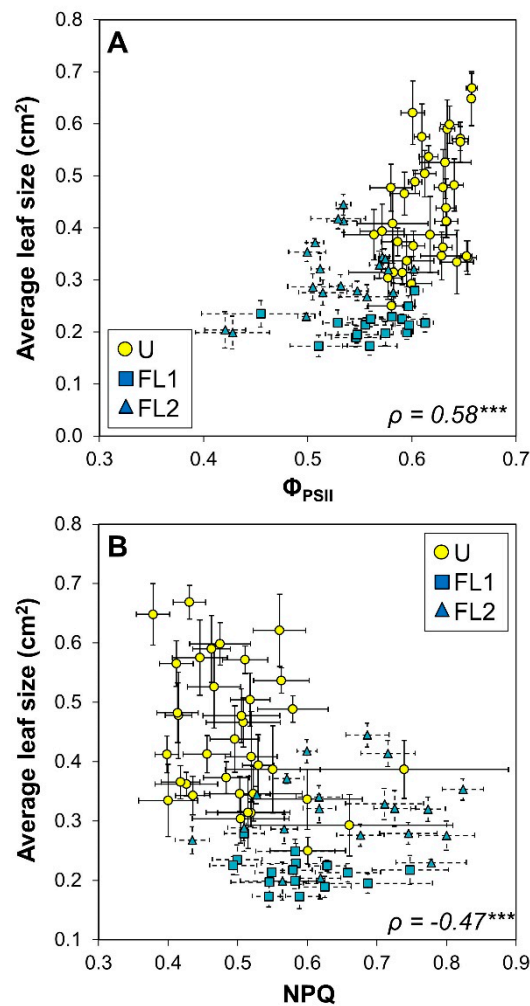 A
0.8
0.7
0.6
0.5
0.4
0.3
0.2
0.1
0.0
Average leaf size (cm²)
U
FL1
FL2
ρ = 0.58***
0.3 0.4 0.5 0.6 0.7
ΦPSII
B
0.8
0.7
0.6
0.5
0.4
0.3
0.2
0.1
Average leaf size (cm²)
U
FL1
FL2
ρ = -0.47***
0.3 0.4 0.5 0.6 0.7 0.8 0.9
NPQ